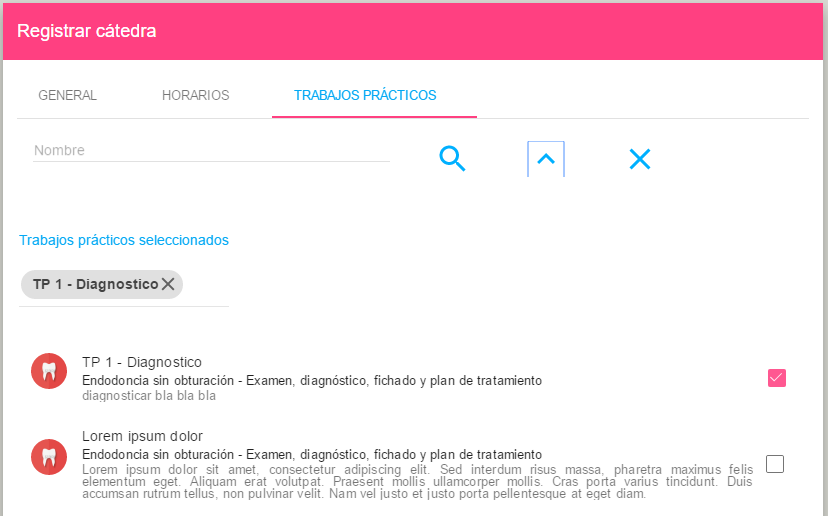 Registrar cátedra
GENERAL HORARIOS TRABAJOS PRÁCTICOS
Nombre
Trabajos prácticos seleccionados
TP 1 - Diagnostico
TP 1 - Diagnostico
Endodoncia sin obturación - Examen, diagnóstico, fichado y plan de tratamiento
diagnosticar bla bla bla
Lorem ipsum dolor
Endodoncia sin obturación - Examen, diagnóstico, fichado y plan de tratamiento
Lorem ipsum dolor sit amet, consectetur adipiscing elit. Sed interdum risus massa, pharetra maximus felis
elementum eget. Aliquam erat volutpat. Praesent mollis ullamcorper mollis. Cras porta varius tincidunt. Duis
accumsan rutrum tellus, non pulvinar velit. Nam vel justo et justo porta pellentesque at eget diam.